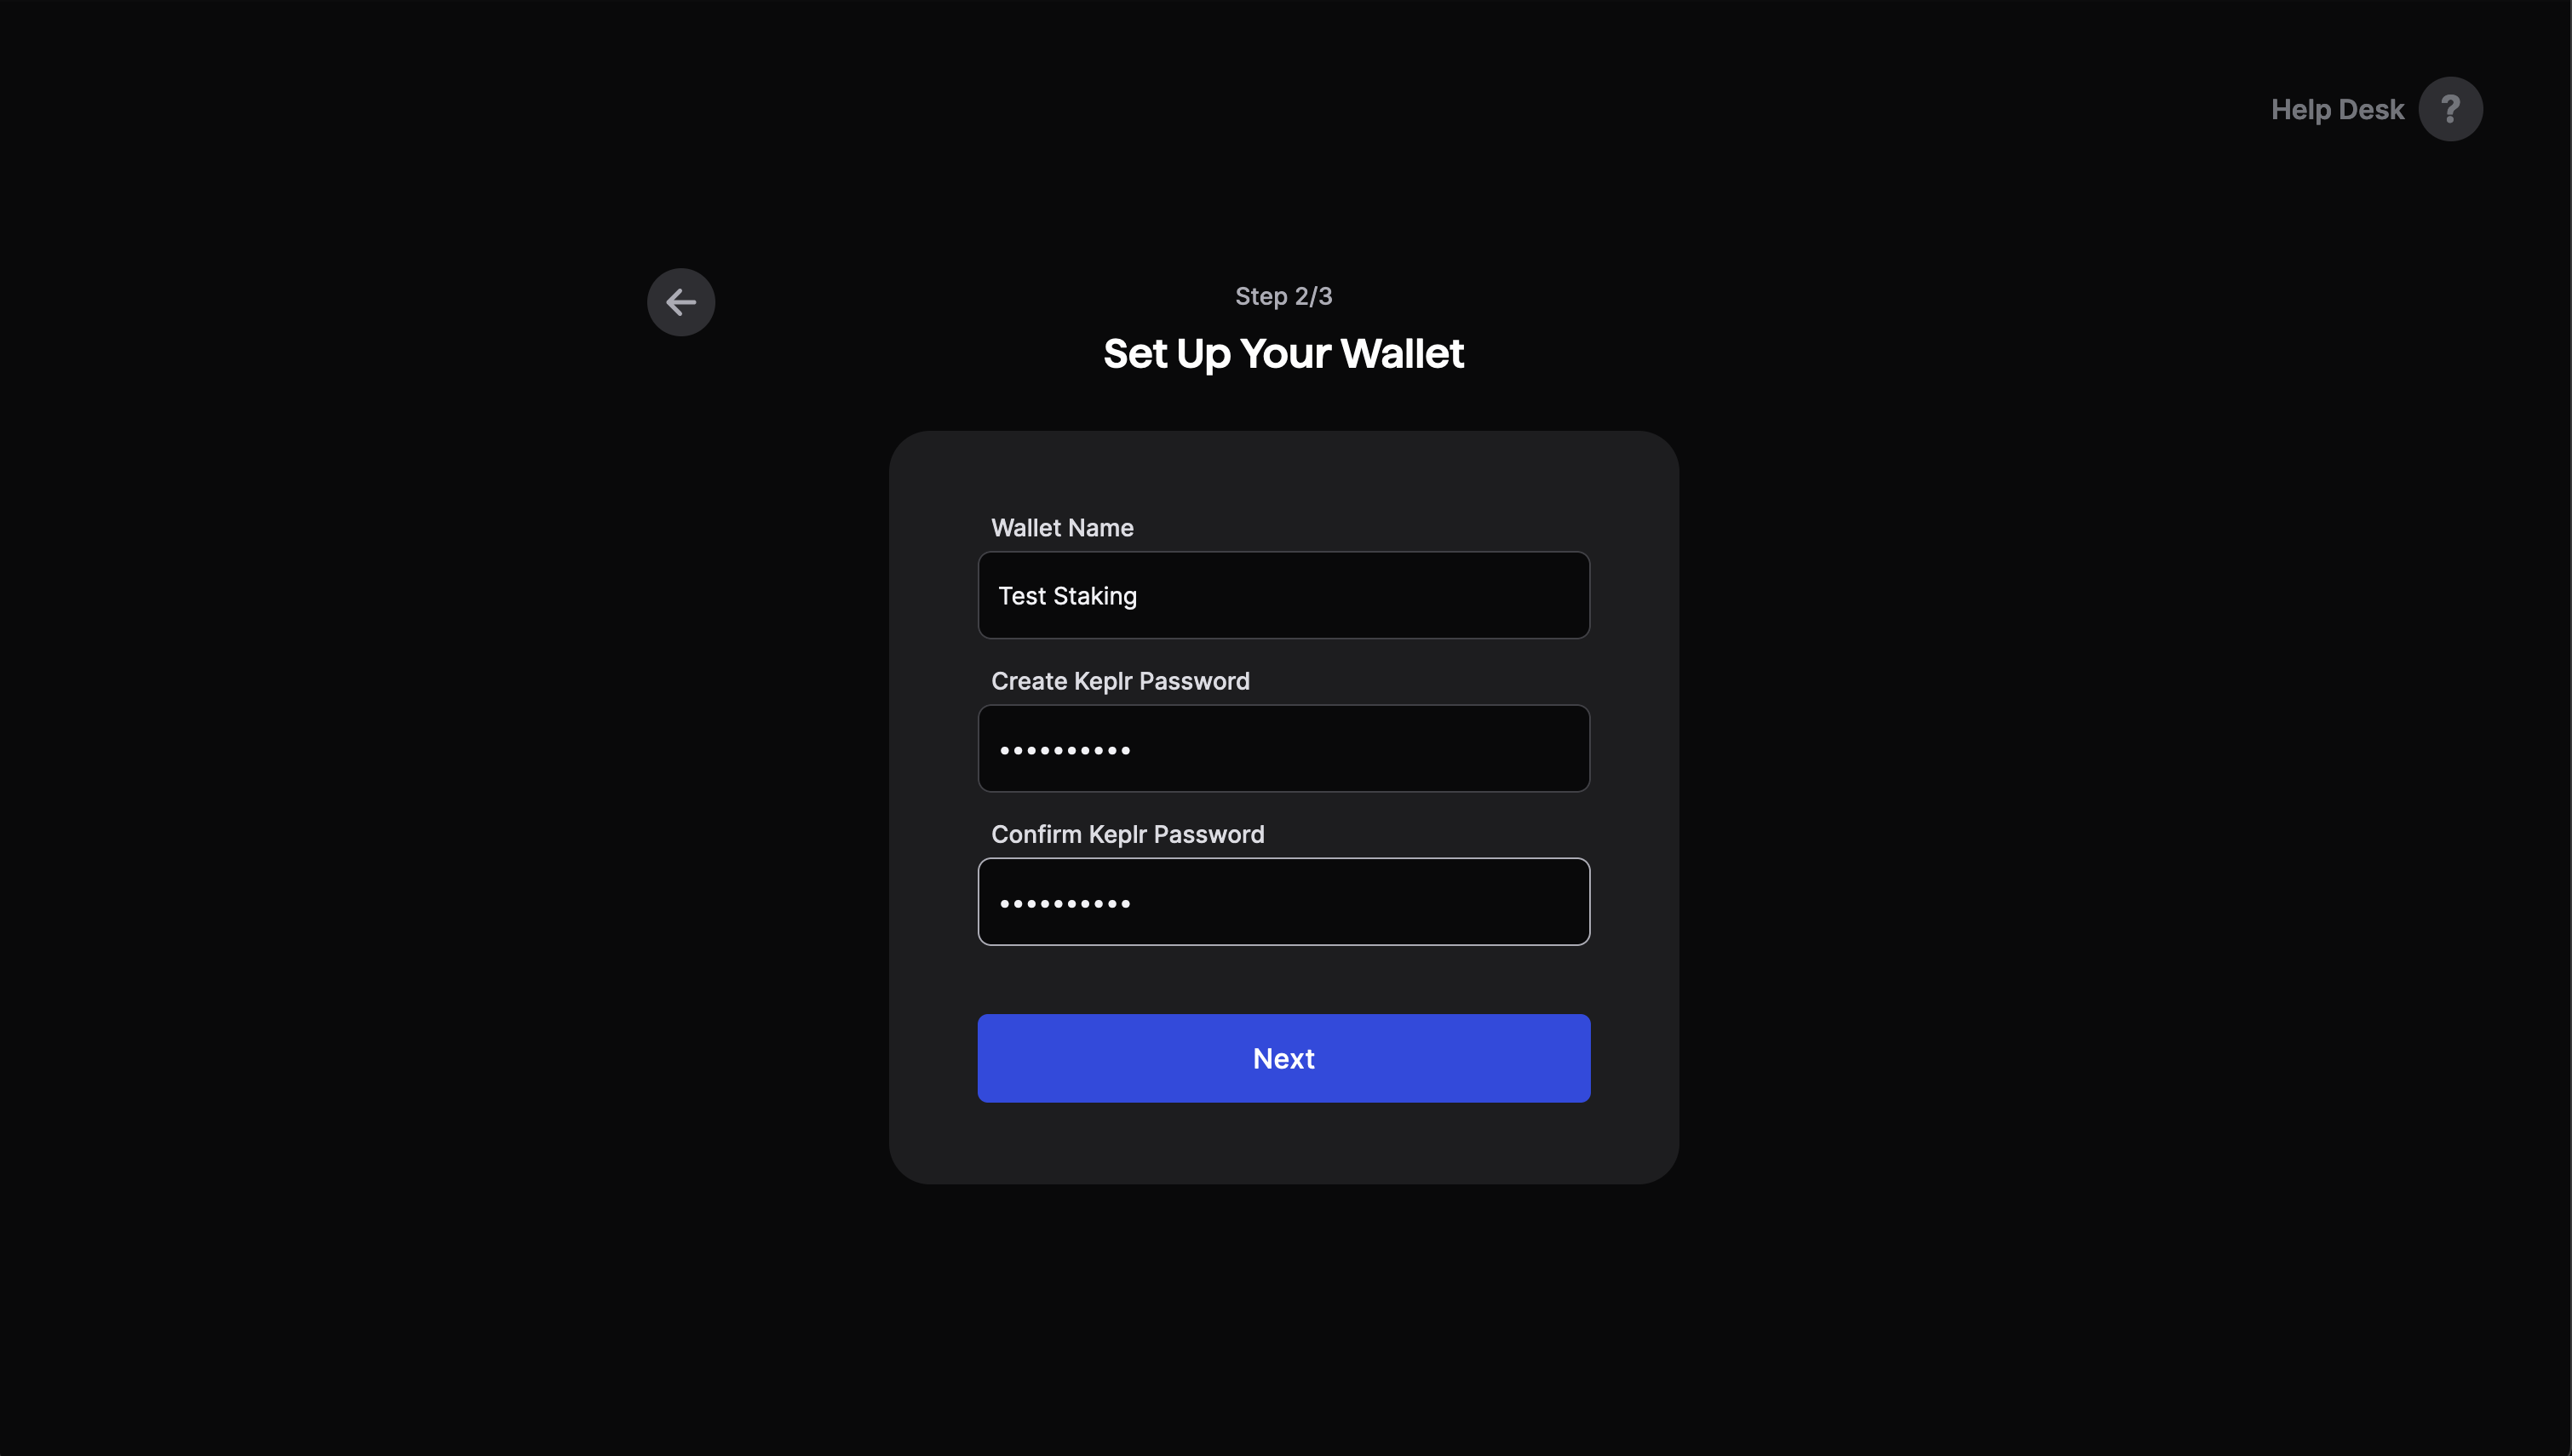 Help Desk ?
Step 2/3
Set Up Your Wallet
Wallet Name
Test Staking
Create Keplr Password
••••••••••
Confirm Keplr Password
••••••••••
Next